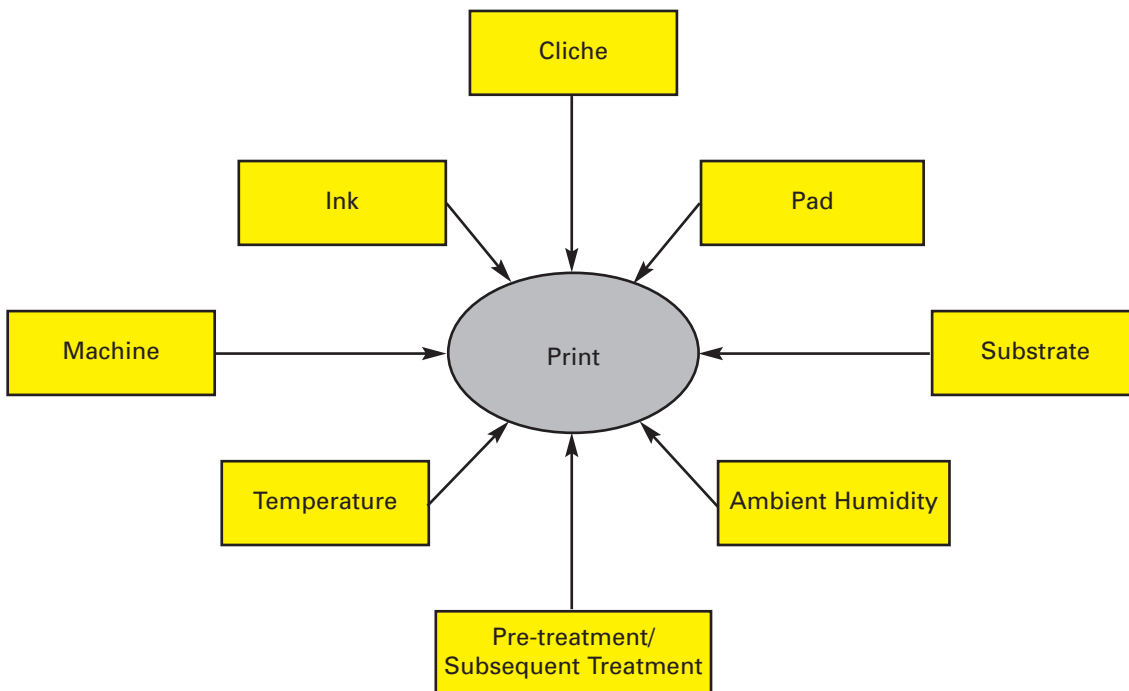 Cliche
Ink
Pad
Machine
Print
Substrate
Temperature
Ambient Humidity
Pre-treatment/
Subsequent Treatment